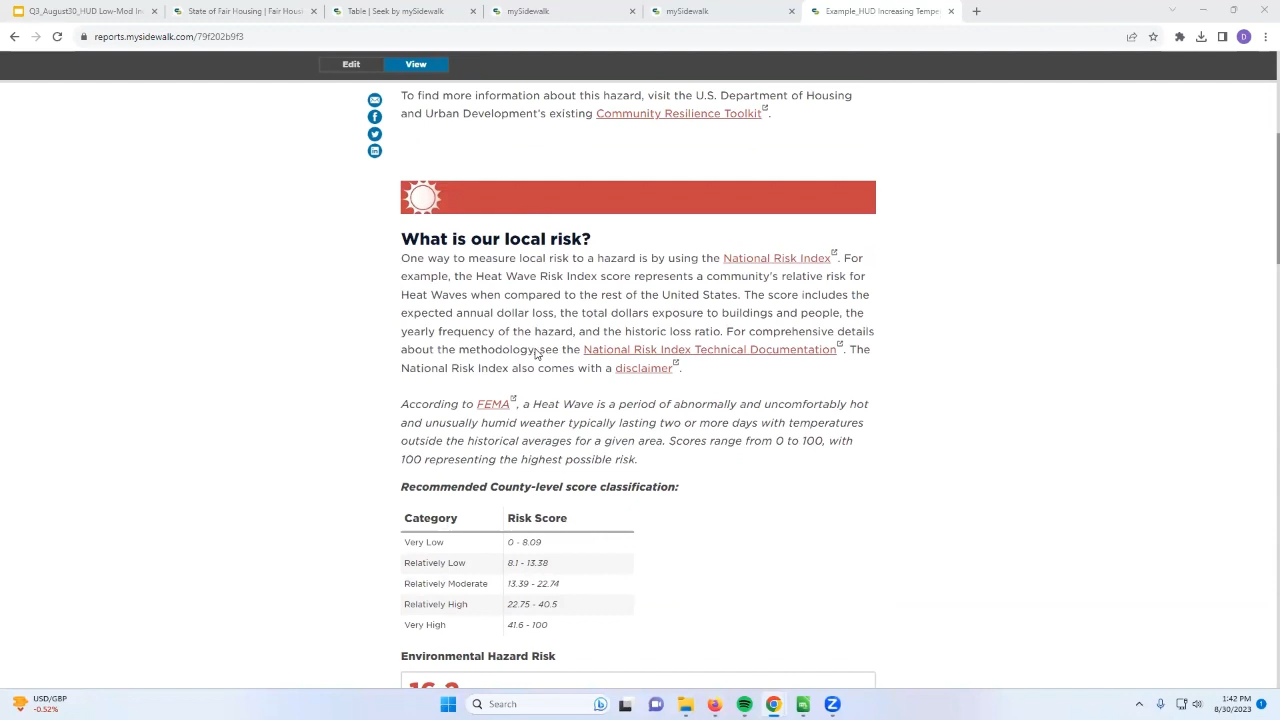 Q3_August30_HUD Low-Mod In
State of Fair Housing | Fair Hous
Table | Seek by mySidewalk
mySidewalk
mySidewalk
Example_HUD Increasing Tempe
reports.mysidewalk.com/79f202b9f3
D
Edit
View
To find more information about this hazard, visit the U.S. Department of Housing
and Urban Development's existing Community Resilience Toolkit.
What is our local risk?
One way to measure local risk to a hazard is by using the National Risk Index. For
example, the Heat Wave Risk Index score represents a community's relative risk for
Heat Waves when compared to the rest of the United States. The score includes the
expected annual dollar loss, the total dollars exposure to buildings and people, the
yearly frequency of the hazard, and the historic loss ratio. For comprehensive details
about the methodology see the National Risk Index Technical Documentation. The
National Risk Index also comes with a disclaimer.
According to FEMA, a Heat Wave is a period of abnormally and uncomfortably hot
and unusually humid weather typically lasting two or more days with temperatures
outside the historical averages for a given area. Scores range from 0 to 100, with
100 representing the highest possible risk.
Recommended County-level score classification:
Category Risk Score
Very Low 0 - 8.09
Relatively Low 8.1 - 13.38
Relatively Moderate 13.39 - 22.74
Relatively High 22.75 - 40.5
Very High 41.6 - 100
Environmental Hazard Risk
USD/GBP
-0.52%
Search
1:42 PM
8/30/2023